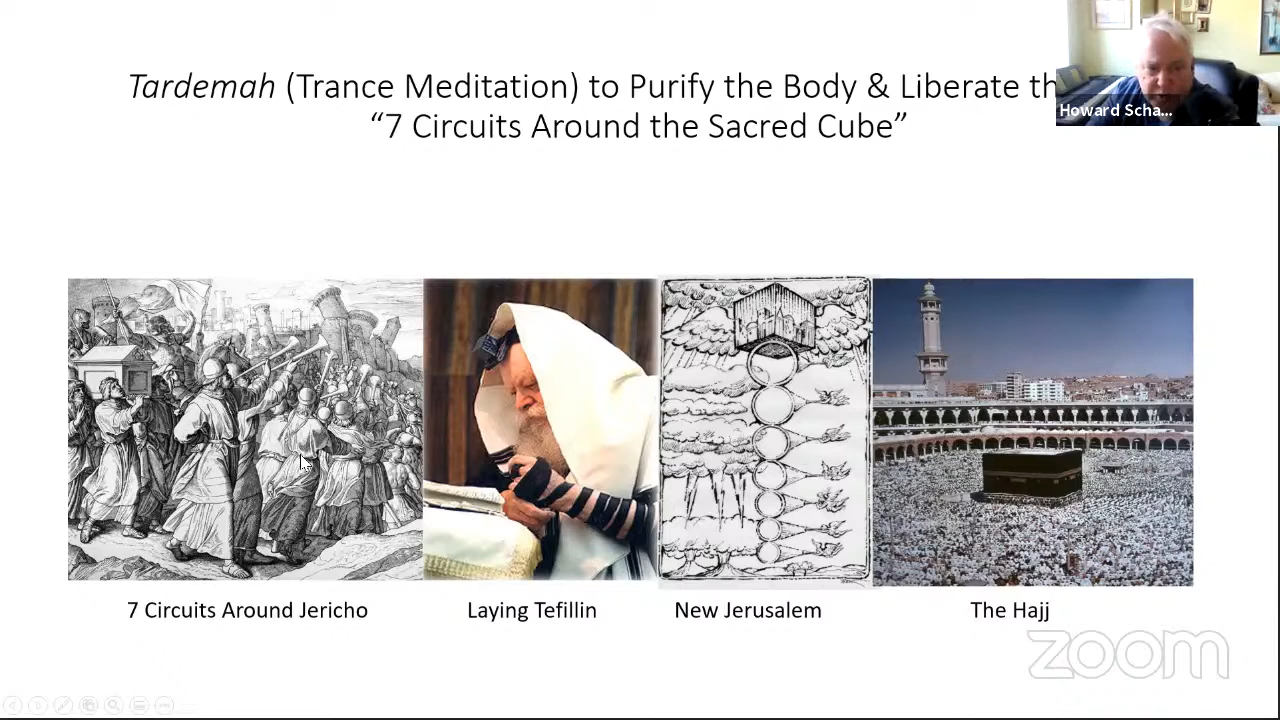 Tardemah (Trance Meditation) to Purify the Body & Liberate th
“7 Circuits Around the Sacred Cube”
Howard Scha...
7 Circuits Around Jericho
Laying Tefillin
New Jerusalem
The Hajj
zoom